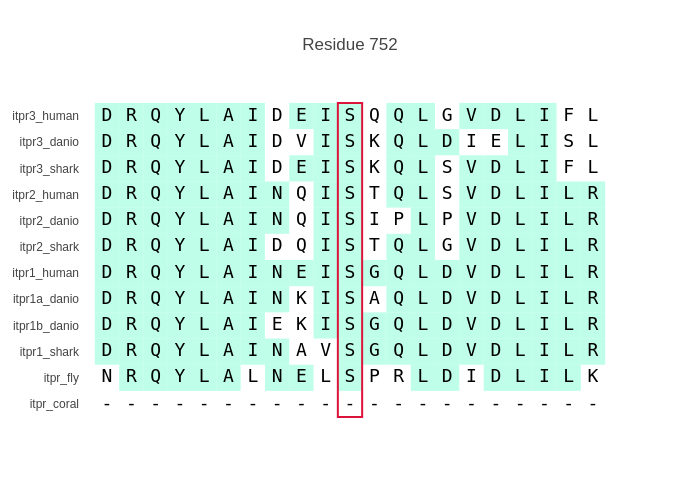 Residue 752
itpr3_human D R Q Y L A I D E I S Q Q L G V D L I F L
itpr3_danio D R Q Y L A I D V I S K Q L D I E L I S L
itpr3_shark D R Q Y L A I D E I S K Q L S V D L I F L
itpr2_human D R Q Y L A I N Q I S T Q L S V D L I L R
itpr2_danio D R Q Y L A I N Q I S I P L P V D L I L R
itpr2_shark D R Q Y L A I D Q I S T Q L G V D L I L R
itpr1_human D R Q Y L A I N E I S G Q L D V D L I L R
itpr1a_danio D R Q Y L A I N K I S A Q L D V D L I L R
itpr1b_danio D R Q Y L A I E K I S G Q L D V D L I L R
itpr1_shark D R Q Y L A I N A V S G Q L D V D L I L R
itpr_fly N R Q Y L A L N E L S P R L D I D L I L K
itpr_coral - - - - - - - - - - - - - - - - - - - - -